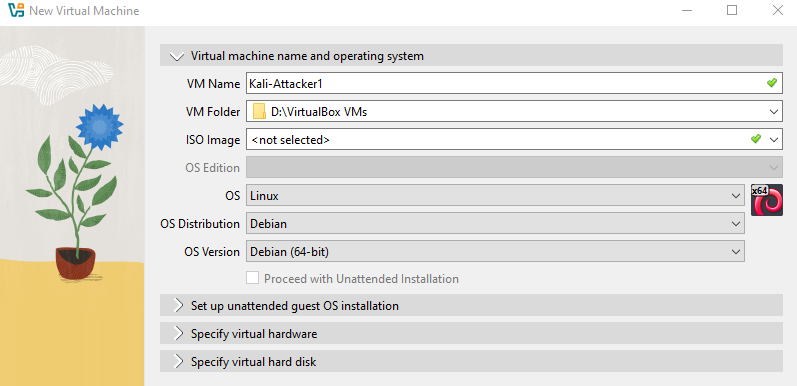 New Virtual Machine
Virtual machine name and operating system
VM Name Kali-Attacker1
VM Folder D:\VirtualBox VMs
ISO Image <not selected>
OS Edition
OS Linux x64
OS Distribution Debian
OS Version Debian (64-bit)
Proceed with Unattended Installation
Set up unattended guest OS installation
Specify virtual hardware
Specify virtual hard disk